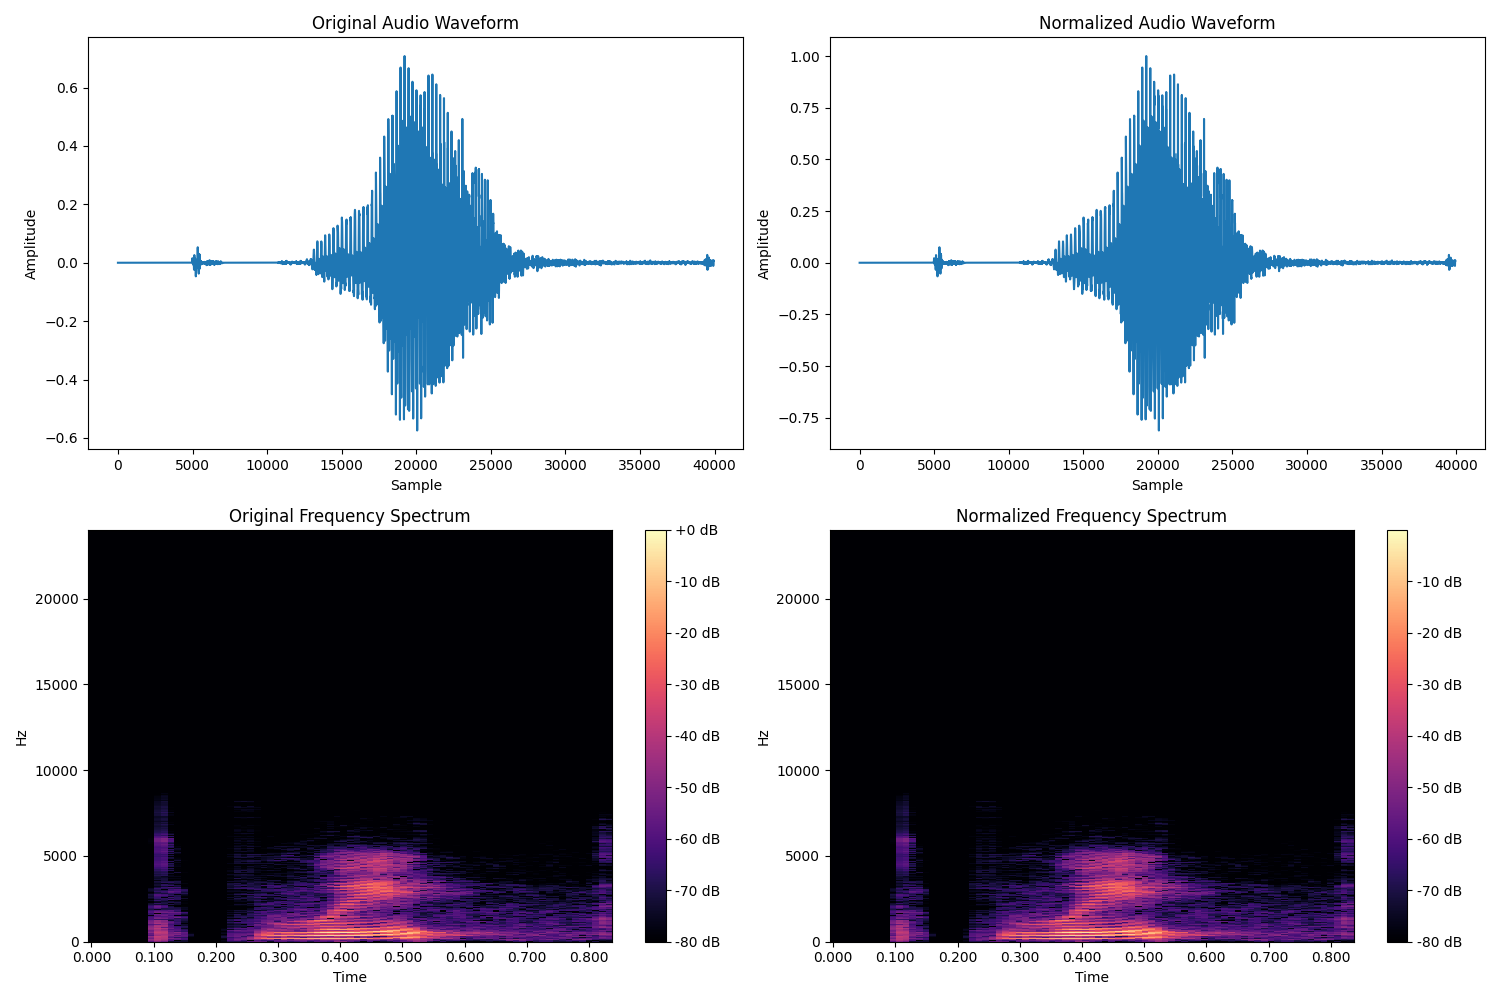 Original Audio Waveform
Amplitude
0.6
0.4
0.2
0.0
−0.2
−0.4
−0.6
0 5000 10000 15000 20000 25000 30000 35000 40000
Sample
Normalized Audio Waveform
Amplitude
1.00
0.75
0.50
0.25
0.00
−0.25
−0.50
−0.75
0 5000 10000 15000 20000 25000 30000 35000 40000
Sample
Original Frequency Spectrum
Hz
20000
15000
10000
5000
0
0.000 0.100 0.200 0.300 0.400 0.500 0.600 0.700 0.800
Time
+0 dB
-10 dB
-20 dB
-30 dB
-40 dB
-50 dB
-60 dB
-70 dB
-80 dB
Normalized Frequency Spectrum
Hz
20000
15000
10000
5000
0
0.000 0.100 0.200 0.300 0.400 0.500 0.600 0.700 0.800
Time
-10 dB
-20 dB
-30 dB
-40 dB
-50 dB
-60 dB
-70 dB
-80 dB